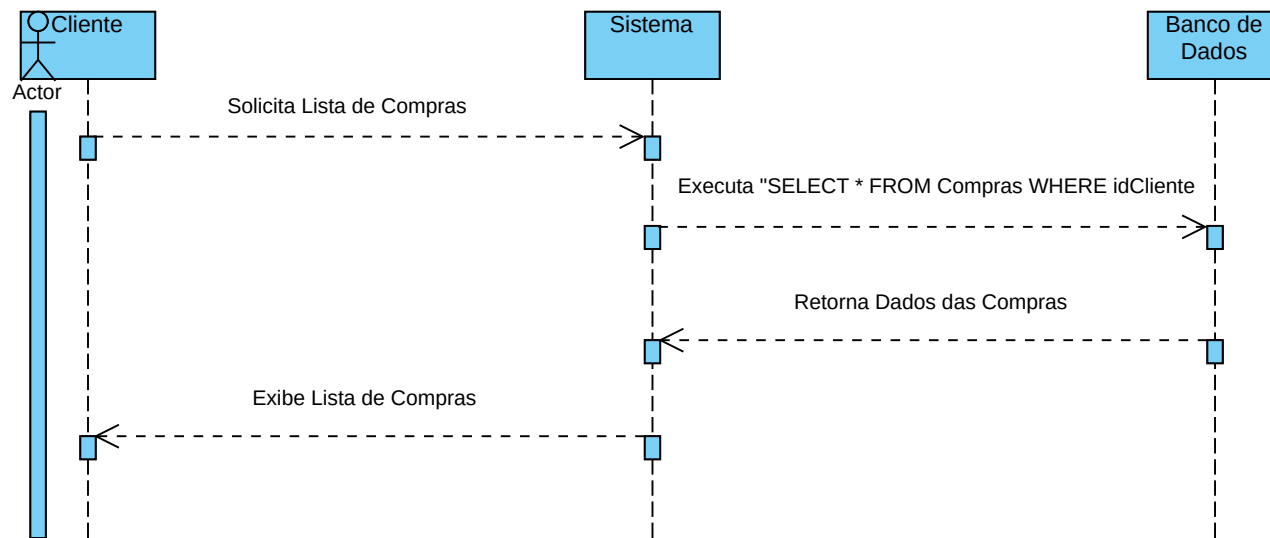 Cliente
Sistema
Banco de
Dados
Actor
Solicita Lista de Compras
Executa "SELECT * FROM Compras WHERE idCliente
Retorna Dados das Compras
Exibe Lista de Compras